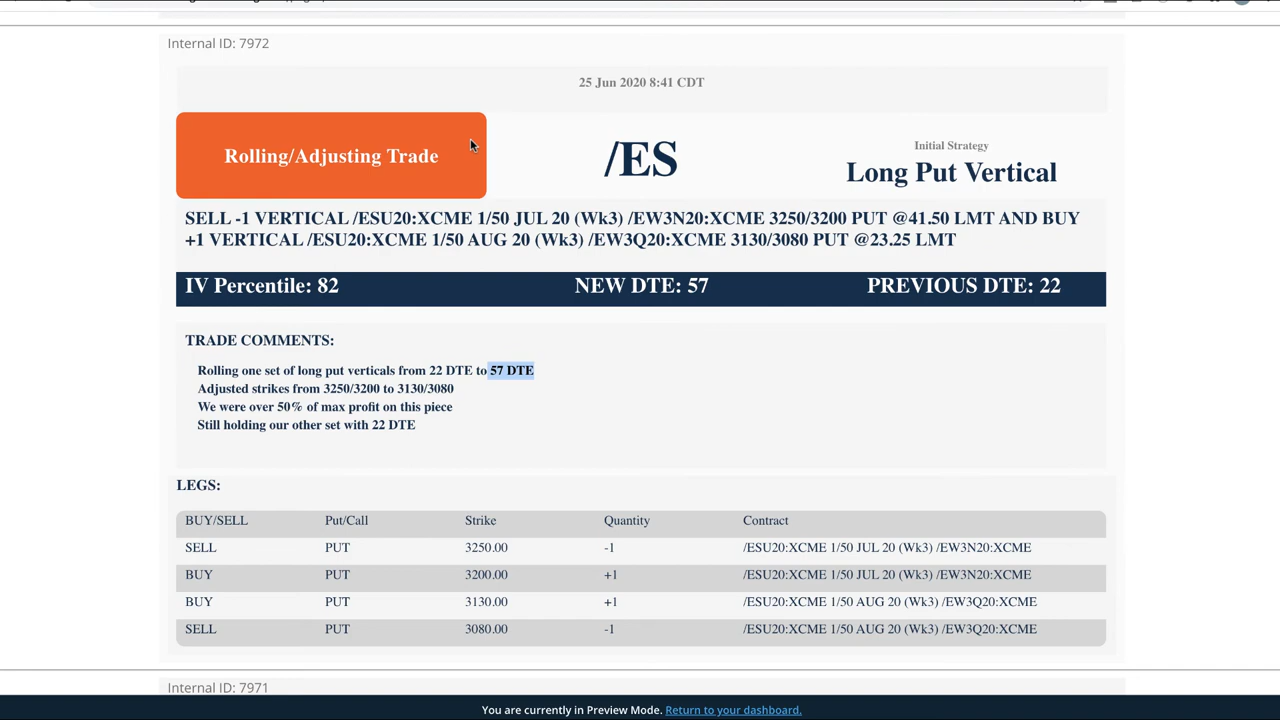 Internal ID: 7972
25 Jun 2020 8:41 CDT
Rolling/Adjusting Trade
/ES
Initial Strategy
Long Put Vertical
SELL -1 VERTICAL /ESU20:XCME 1/50 JUL 20 (Wk3) /EW3N20:XCME 3250/3200 PUT @41.50 LMT AND BUY
+1 VERTICAL /ESU20:XCME 1/50 AUG 20 (Wk3) /EW3Q20:XCME 3130/3080 PUT @23.25 LMT
IV Percentile: 82 NEW DTE: 57 PREVIOUS DTE: 22
TRADE COMMENTS:
Rolling one set of long put verticals from 22 DTE to 57 DTE
Adjusted strikes from 3250/3200 to 3130/3080
We were over 50% of max profit on this piece
Still holding our other set with 22 DTE
LEGS:
BUY/SELL Put/Call Strike Quantity Contract
SELL PUT 3250.00 -1 /ESU20:XCME 1/50 JUL 20 (Wk3) /EW3N20:XCME
BUY PUT 3200.00 +1 /ESU20:XCME 1/50 JUL 20 (Wk3) /EW3N20:XCME
BUY PUT 3130.00 +1 /ESU20:XCME 1/50 AUG 20 (Wk3) /EW3Q20:XCME
SELL PUT 3080.00 -1 /ESU20:XCME 1/50 AUG 20 (Wk3) /EW3Q20:XCME
Internal ID: 7971
You are currently in Preview Mode. Return to your dashboard.